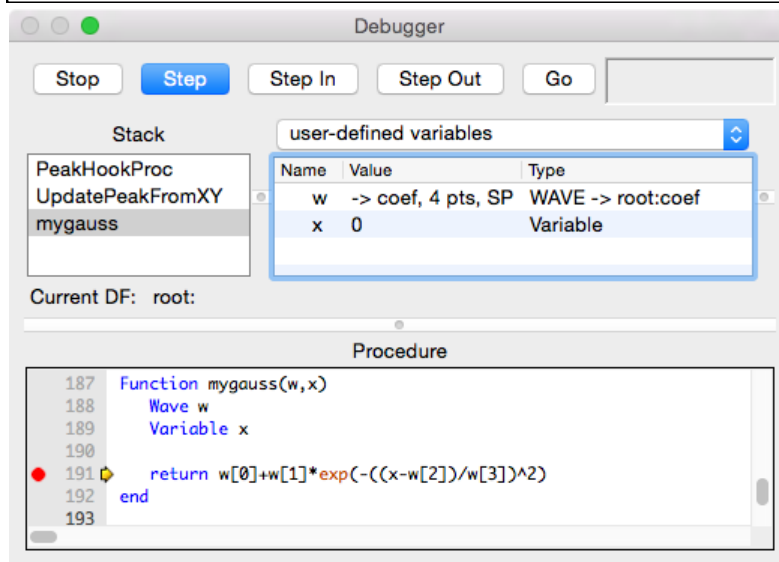 Debugger
Stop Step Step In Step Out Go
Stack
user-defined variables
PeakHookProc
UpdatePeakFromXY
mygauss
Name Value Type
w -> coef, 4 pts, SP WAVE -> root:coef
x 0 Variable
Current DF: root:
Procedure
187 Function mygauss(w,x)
188 Wave w
189 Variable x
190
191 return w[0]+w[1]*exp(-((x-w[2])/w[3])^2)
192 end
193